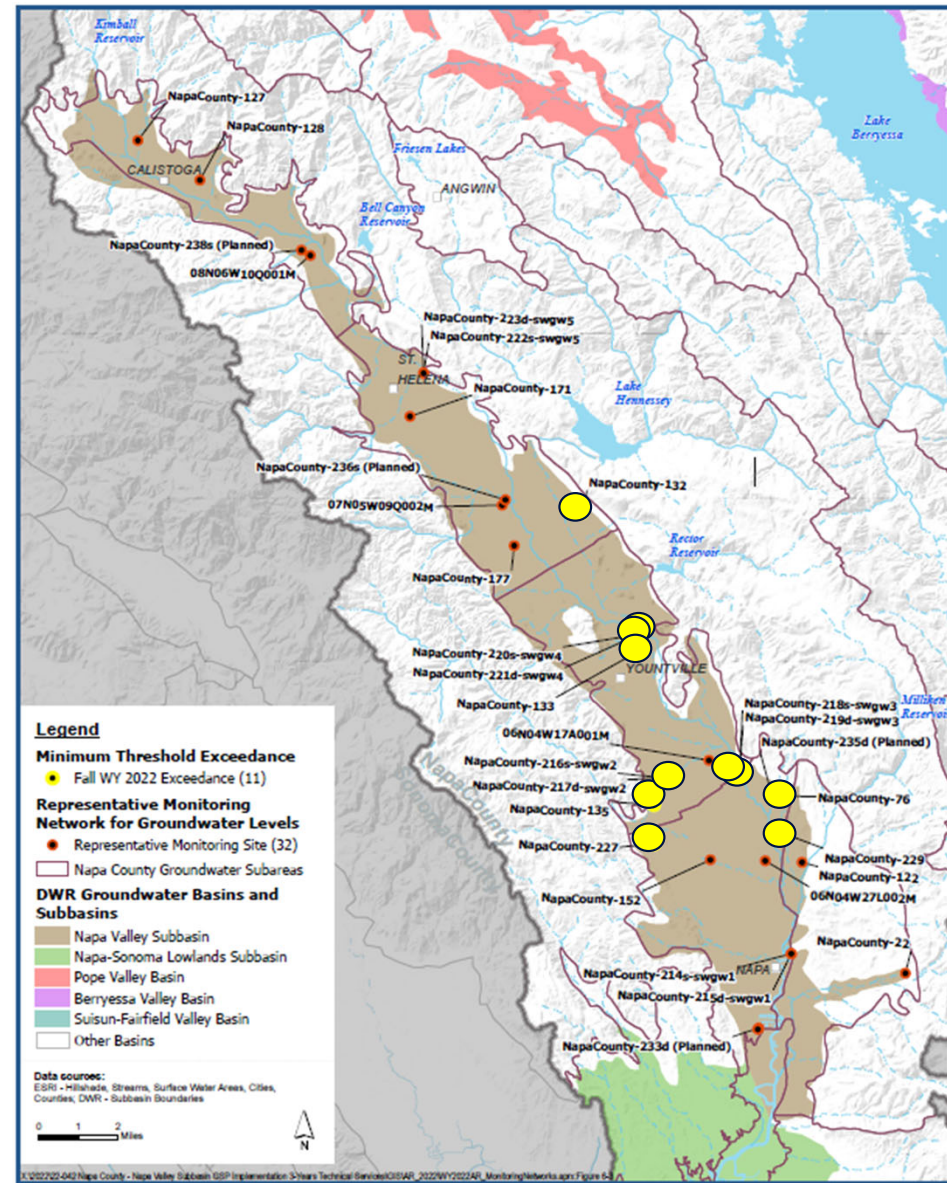 Kimball
Reservoir
NapaCounty-127
NapaCounty-128
CALISTOGA
Friesen Lakes
ANGWIN
Lake
Berryessa
Bell Canyon
Reservoir
NapaCounty-238s (Planned)
08N06W10Q001M
NapaCounty-223d-swgw5
NapaCounty-222s-swgw5
ST.
HELENA
NapaCounty-171
Lake
Hennessey
NapaCounty-236s (Planned)
NapaCounty-132
07N05W09Q002M
Rector
Reservoir
NapaCounty-177
NapaCounty-220s-swgw4
NapaCounty-221d-swgw4
YOUNTVILLE
NapaCounty-133
Milliken
Reservoir
NapaCounty-218s-swgw3
NapaCounty-219d-swgw3
06N04W17A001M
NapaCounty-235d (Planned)
NapaCounty-216s-swgw2
NapaCounty-217d-swgw2
NapaCounty-76
NapaCounty-135
NapaCounty-227
NapaCounty-229
NapaCounty-122
NapaCounty-152
06N04W27L002M
NapaCounty-22
NapaCounty-214s-swgw1
NAPA
NapaCounty-215d-swgw1
NapaCounty-233d (Planned)
Napa County
Sonoma County
Legend
Minimum Threshold Exceedance
Fall WY 2022 Exceedance (11)
Representative Monitoring
Network for Groundwater Levels
Representative Monitoring Site (32)
Napa County Groundwater Subareas
DWR Groundwater Basins and
Subbasins
Napa Valley Subbasin
Napa-Sonoma Lowlands Subbasin
Pope Valley Basin
Berryessa Valley Basin
Suisun-Fairfield Valley Basin
Other Basins
Data sources:
ESRI - Hillshade, Streams, Surface Water Areas, Cities,
Counties; DWR - Subbasin Boundaries
0 1 2
Miles
N